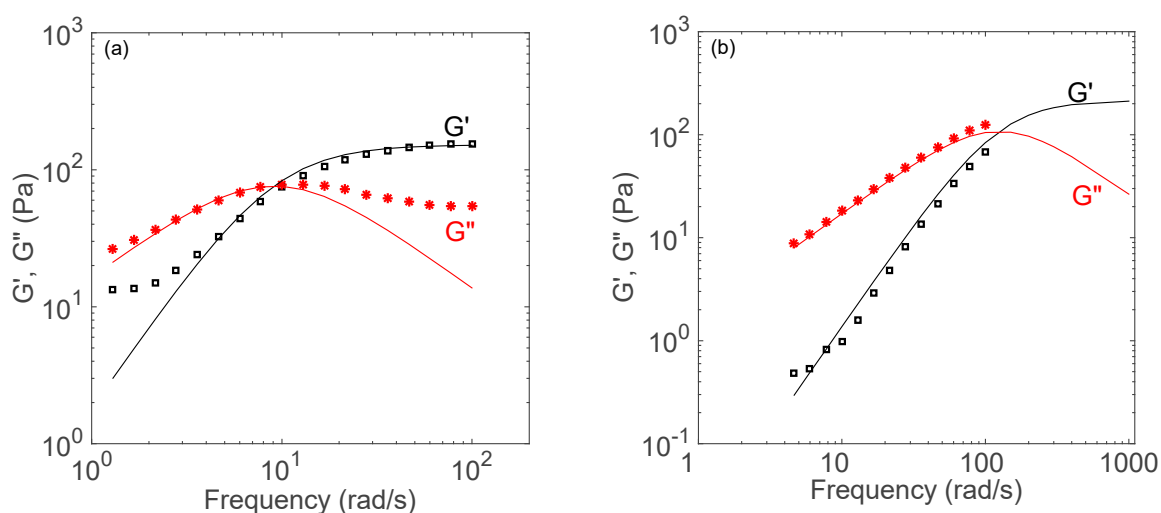 (a)
G', G" (Pa)
10³
10²
10¹
10⁰
G'
G"
10⁰
10¹
10²
Frequency (rad/s)
(b)
G', G" (Pa)
10³
10²
10¹
10⁰
10⁻¹
G'
G"
1
10
100
1000
Frequency (rad/s)